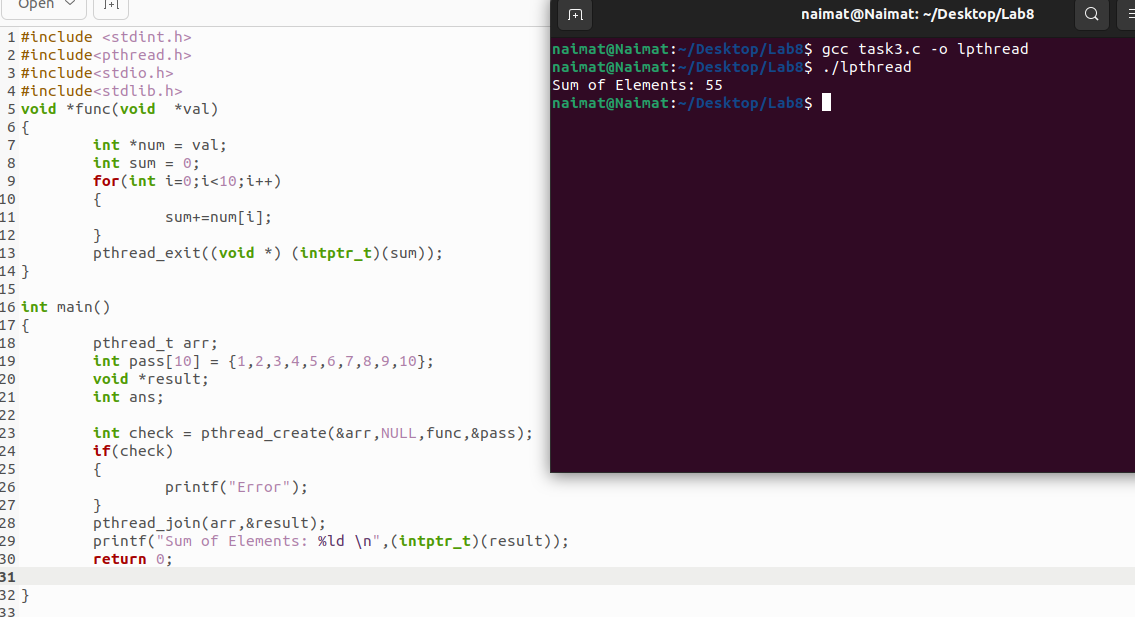 Open
1 #include <stdint.h>
2 #include<pthread.h>
3 #include<stdio.h>
4 #include<stdlib.h>
5 void *func(void  *val)
6 {
7         int *num = val;
8         int sum = 0;
9         for(int i=0;i<10;i++)
10         {
11                 sum+=num[i];
12         }
13         pthread_exit((void *) (intptr_t)(sum));
14 }
15
16 int main()
17 {
18         pthread_t arr;
19         int pass[10] = {1,2,3,4,5,6,7,8,9,10};
20         void *result;
21         int ans;
22
23         int check = pthread_create(&arr,NULL,func,&pass);
24         if(check)
25         {
26                 printf("Error");
27         }
28         pthread_join(arr,&result);
29         printf("Sum of Elements: %ld \n",(intptr_t)(result));
30         return 0;
31
32 }
33
naimat@Naimat: ~/Desktop/Lab8
naimat@Naimat:~/Desktop/Lab8$ gcc task3.c -o lpthread
naimat@Naimat:~/Desktop/Lab8$ ./lpthread
Sum of Elements: 55
naimat@Naimat:~/Desktop/Lab8$